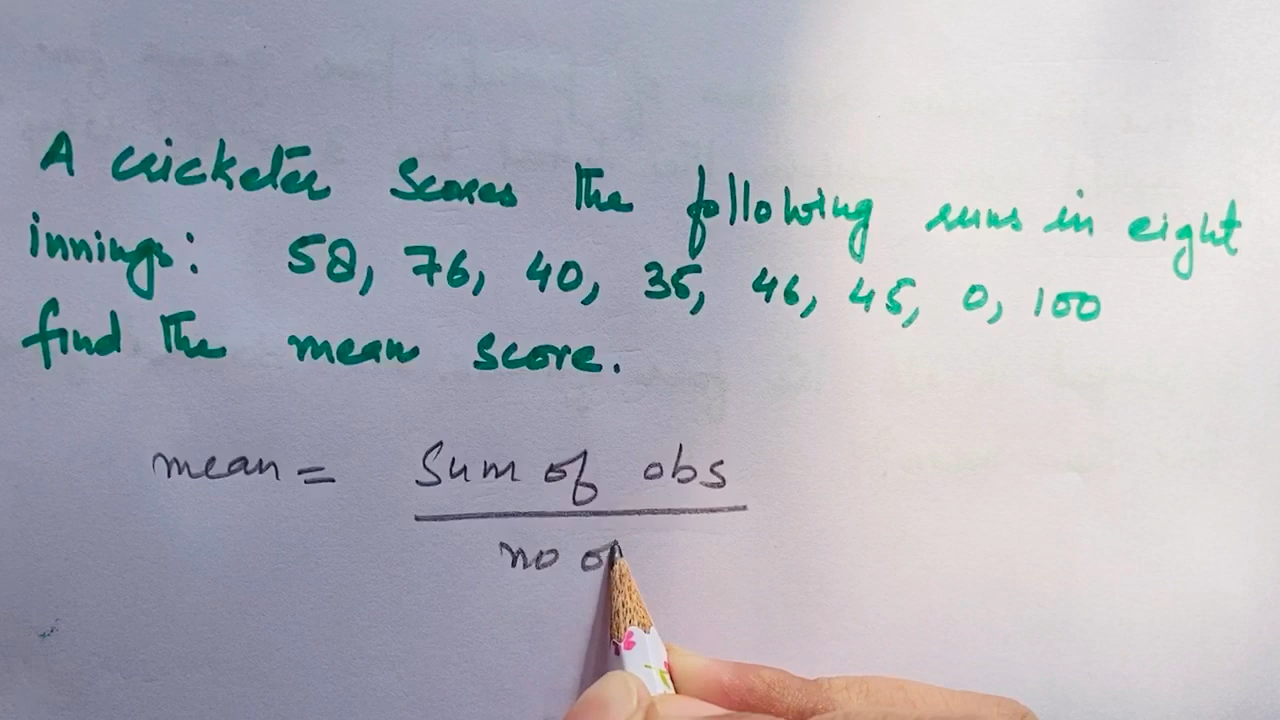 A cricketer scores the following runs in eight
innings: 58, 76, 40, 35, 46, 45, 0, 100
find the mean score.
mean = Sum of obs
no of